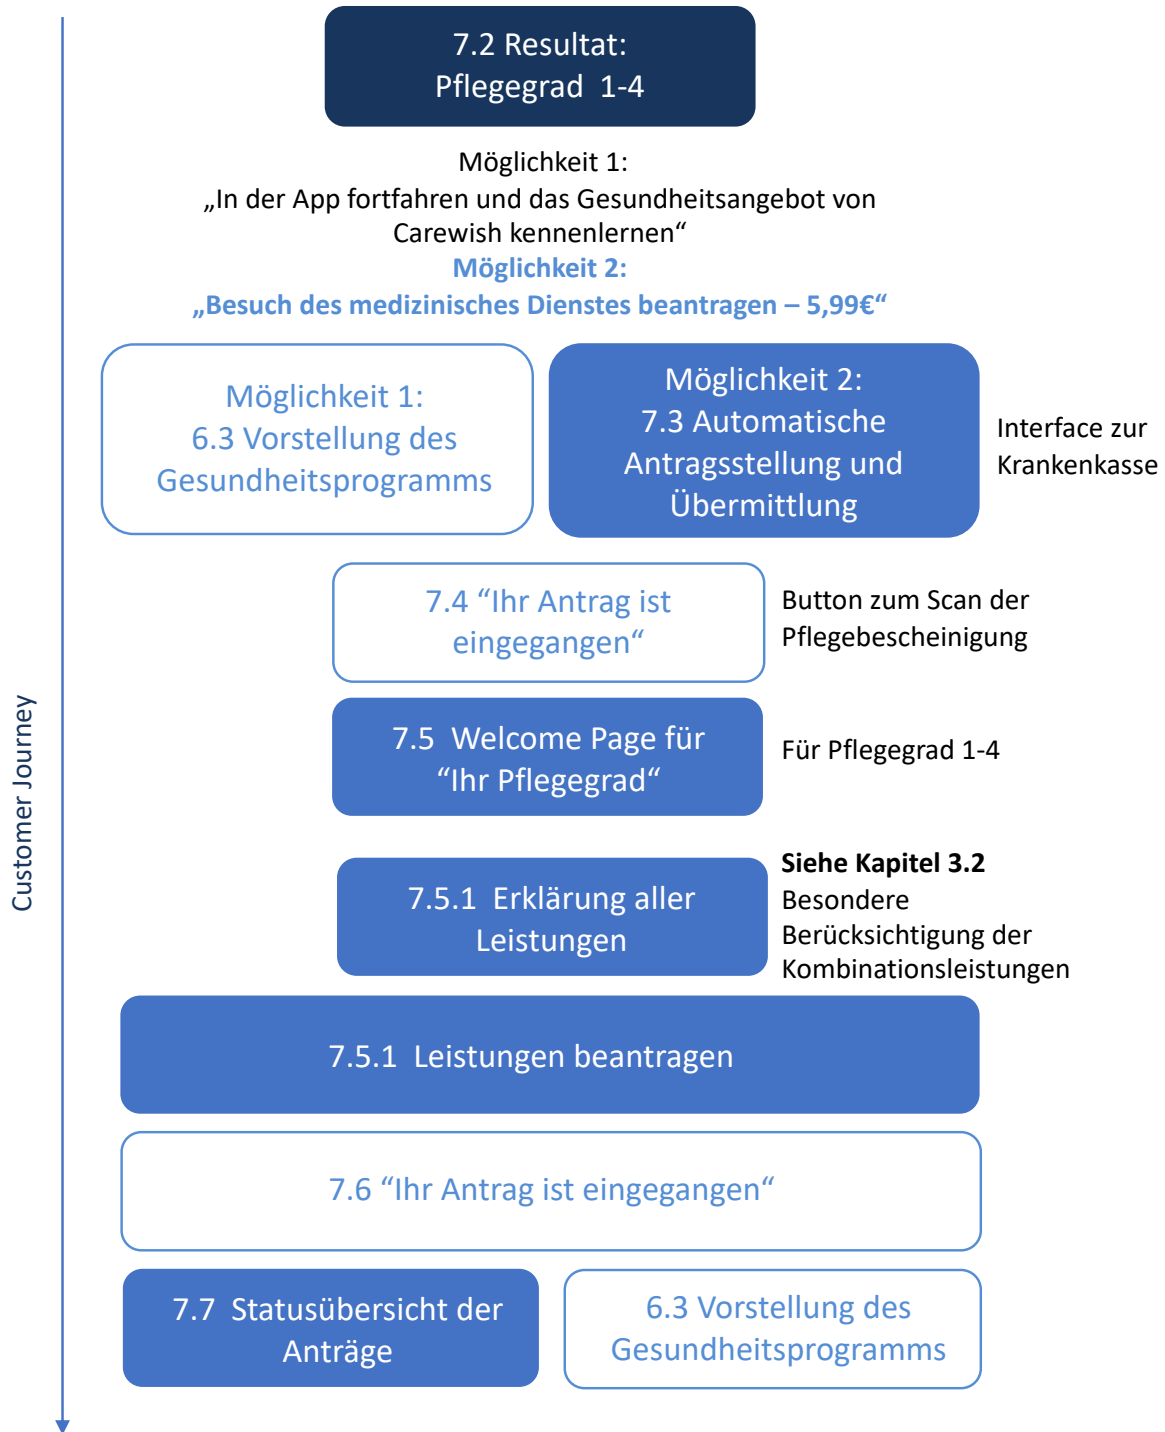 7.2 Resultat:
Pflegegrad  1-4
Möglichkeit 1:
„In der App fortfahren und das Gesundheitsangebot von
Carewish kennenlernen“
Möglichkeit 2:
„Besuch des medizinisches Dienstes beantragen – 5,99€“
Möglichkeit 1:
6.3 Vorstellung des
Gesundheitsprogramms
Möglichkeit 2:
7.3 Automatische
Antragsstellung und
Übermittlung
Interface zur
Krankenkasse
7.4 “Ihr Antrag ist
eingegangen“
Button zum Scan der
Pflegebescheinigung
7.5  Welcome Page für
“Ihr Pflegegrad“
Für Pflegegrad 1-4
Customer Journey
7.5.1  Erklärung aller
Leistungen
Siehe Kapitel 3.2
Besondere
Berücksichtigung der
Kombinationsleistungen
7.5.1  Leistungen beantragen
7.6 “Ihr Antrag ist eingegangen“
7.7  Statusübersicht der
Anträge
6.3 Vorstellung des
Gesundheitsprogramms